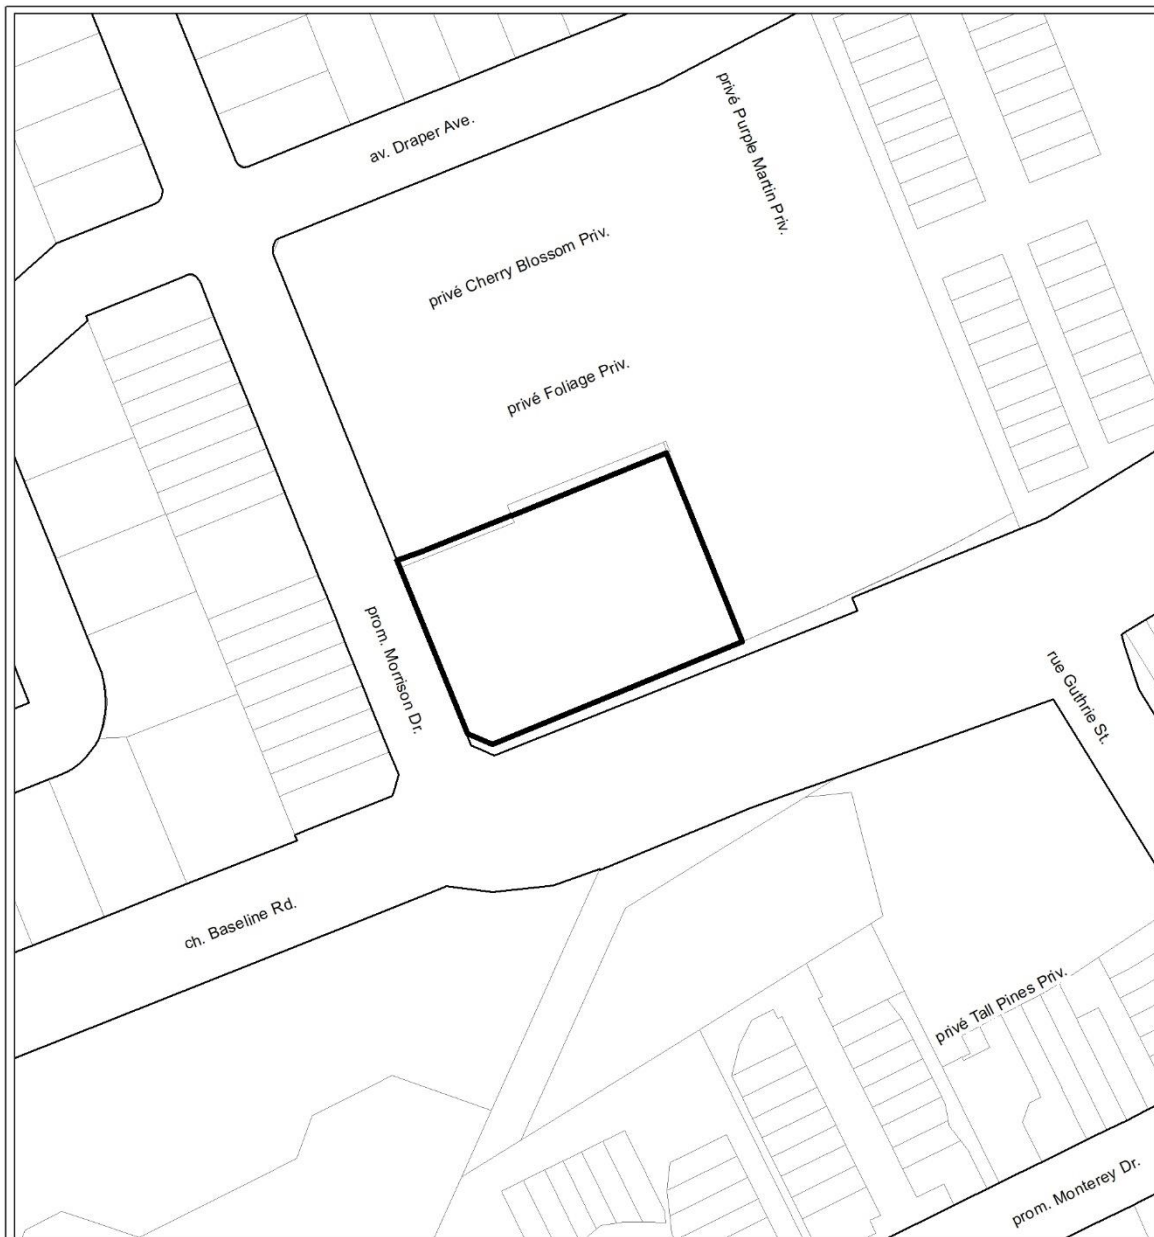 av. Draper Ave.
privé Purple Martin Priv.
privé Cherry Blossom Priv.
privé Foliage Priv.
prom. Morrison Dr.
rue Guthrie St.
ch. Baseline Rd.
privé Tall Pines Priv.
prom. Monterey Dr.